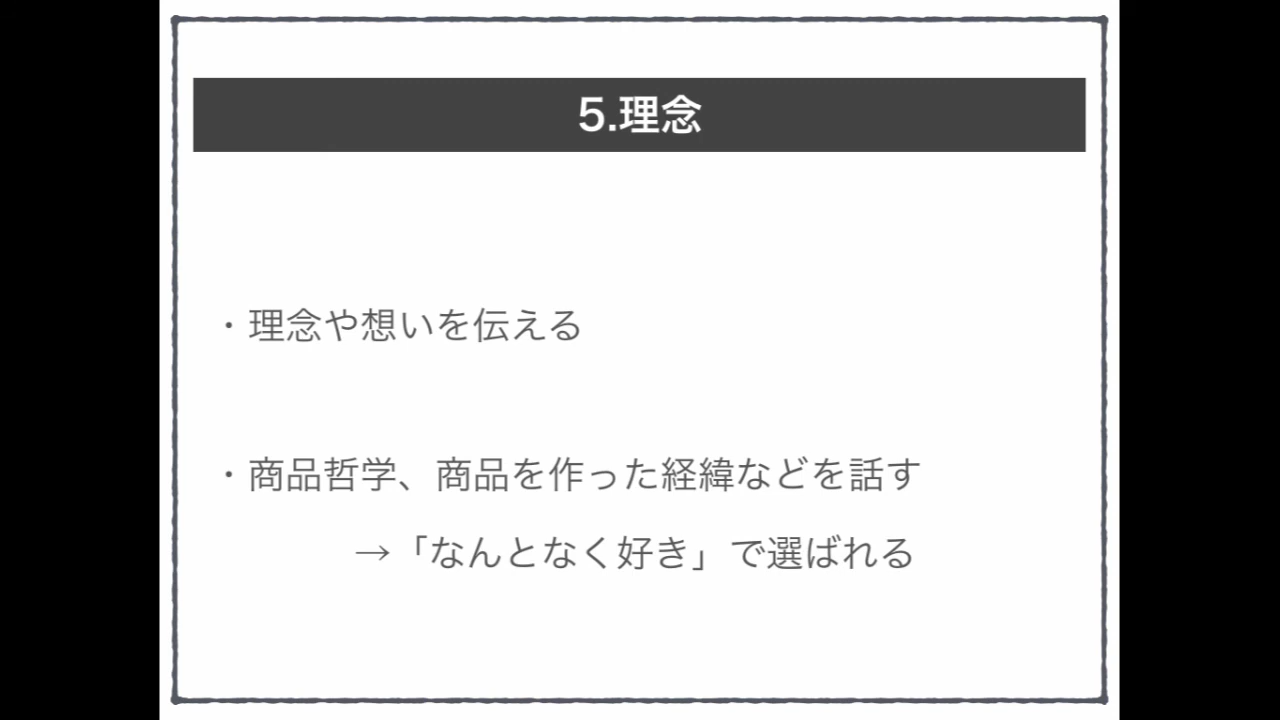 5.理念
・理念や想いを伝える
・商品哲学、商品を作った経緯などを話す
→「なんとなく好き」で選ばれる